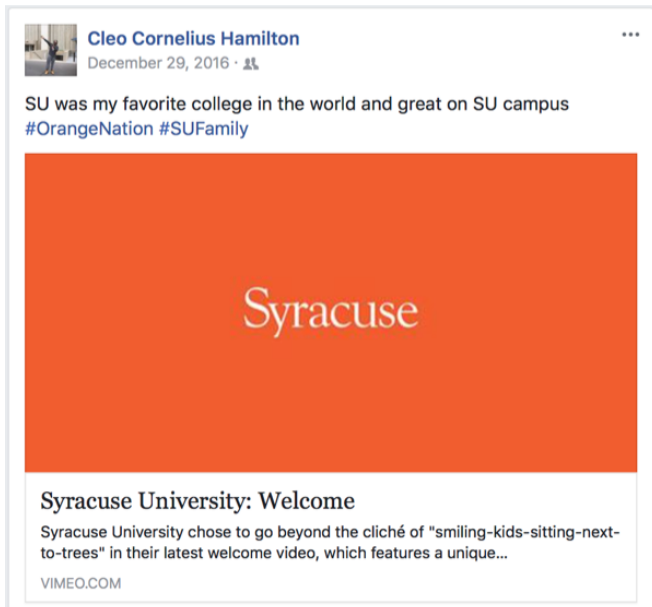 Cleo Cornelius Hamilton
December 29, 2016 ·
SU was my favorite college in the world and great on SU campus
#OrangeNation #SUFamily
Syracuse
Syracuse University: Welcome
Syracuse University chose to go beyond the cliché of "smiling-kids-sitting-next-
to-trees" in their latest welcome video, which features a unique...
VIMEO.COM